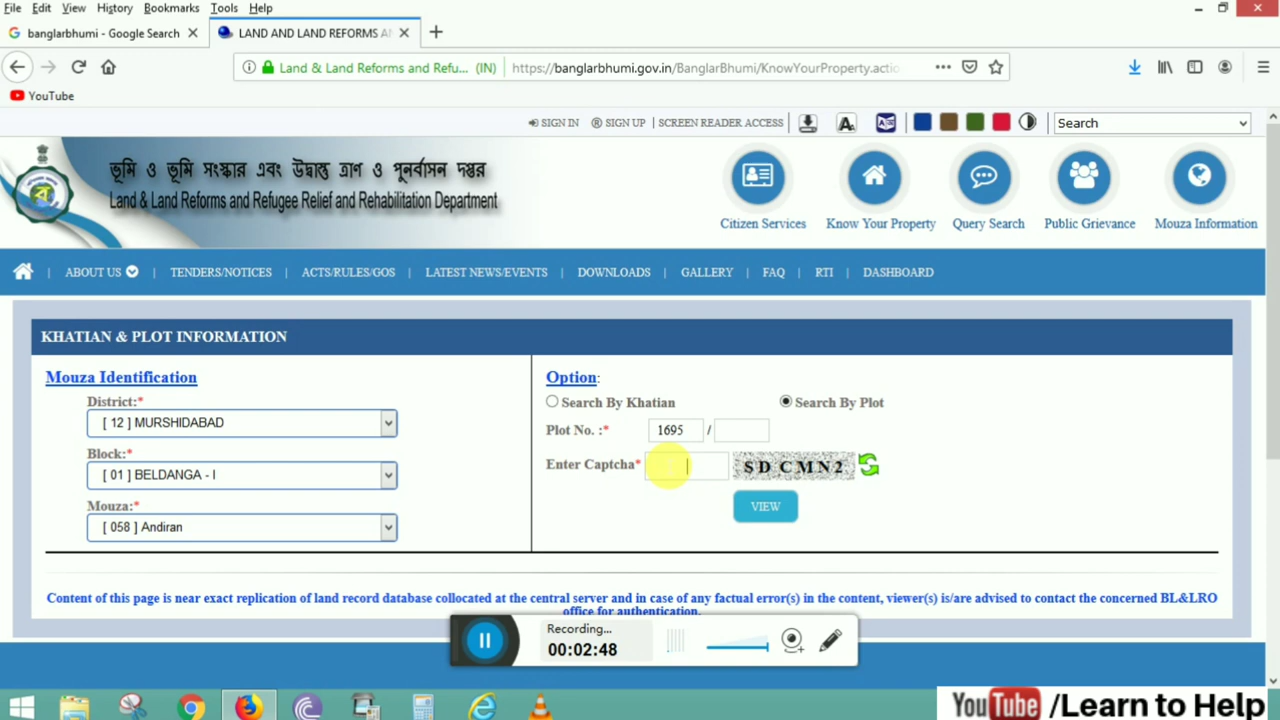 File Edit View History Bookmarks Tools Help
banglarbhumi - Google Search
LAND AND LAND REFORMS AN
Land & Land Reforms and Refu... (IN)
https://banglarbhumi.gov.in/BanglarBhumi/KnowYourProperty.actio
YouTube
SIGN IN
SIGN UP | SCREEN READER ACCESS
Search
ভূমি ও ভূমি সংস্কার এবং উদ্বাস্তু ত্রাণ ও পুনর্বাসন দপ্তর
Land & Land Reforms and Refugee Relief and Rehabilitation Department
Citizen Services
Know Your Property
Query Search
Public Grievance
Mouza Information
| ABOUT US | TENDERS/NOTICES | ACTS/RULES/GOS | LATEST NEWS/EVENTS | DOWNLOADS | GALLERY | FAQ | RTI | DASHBOARD
KHATIAN & PLOT INFORMATION
Mouza Identification
District:*
[ 12 ] MURSHIDABAD
Block:*
[ 01 ] BELDANGA - I
Mouza:*
[ 058 ] Andiran
Option:
Search By Khatian
Search By Plot
Plot No. :* 1695 /
Enter Captcha* SDCMN2
VIEW
Content of this page is near exact replication of land record database collocated at the central server and in case of any factual error(s) in the content, viewer(s) is/are advised to contact the concerned BL&LRO
office for authentication.
Recording...
00:02:48
YouTube /Learn to Help